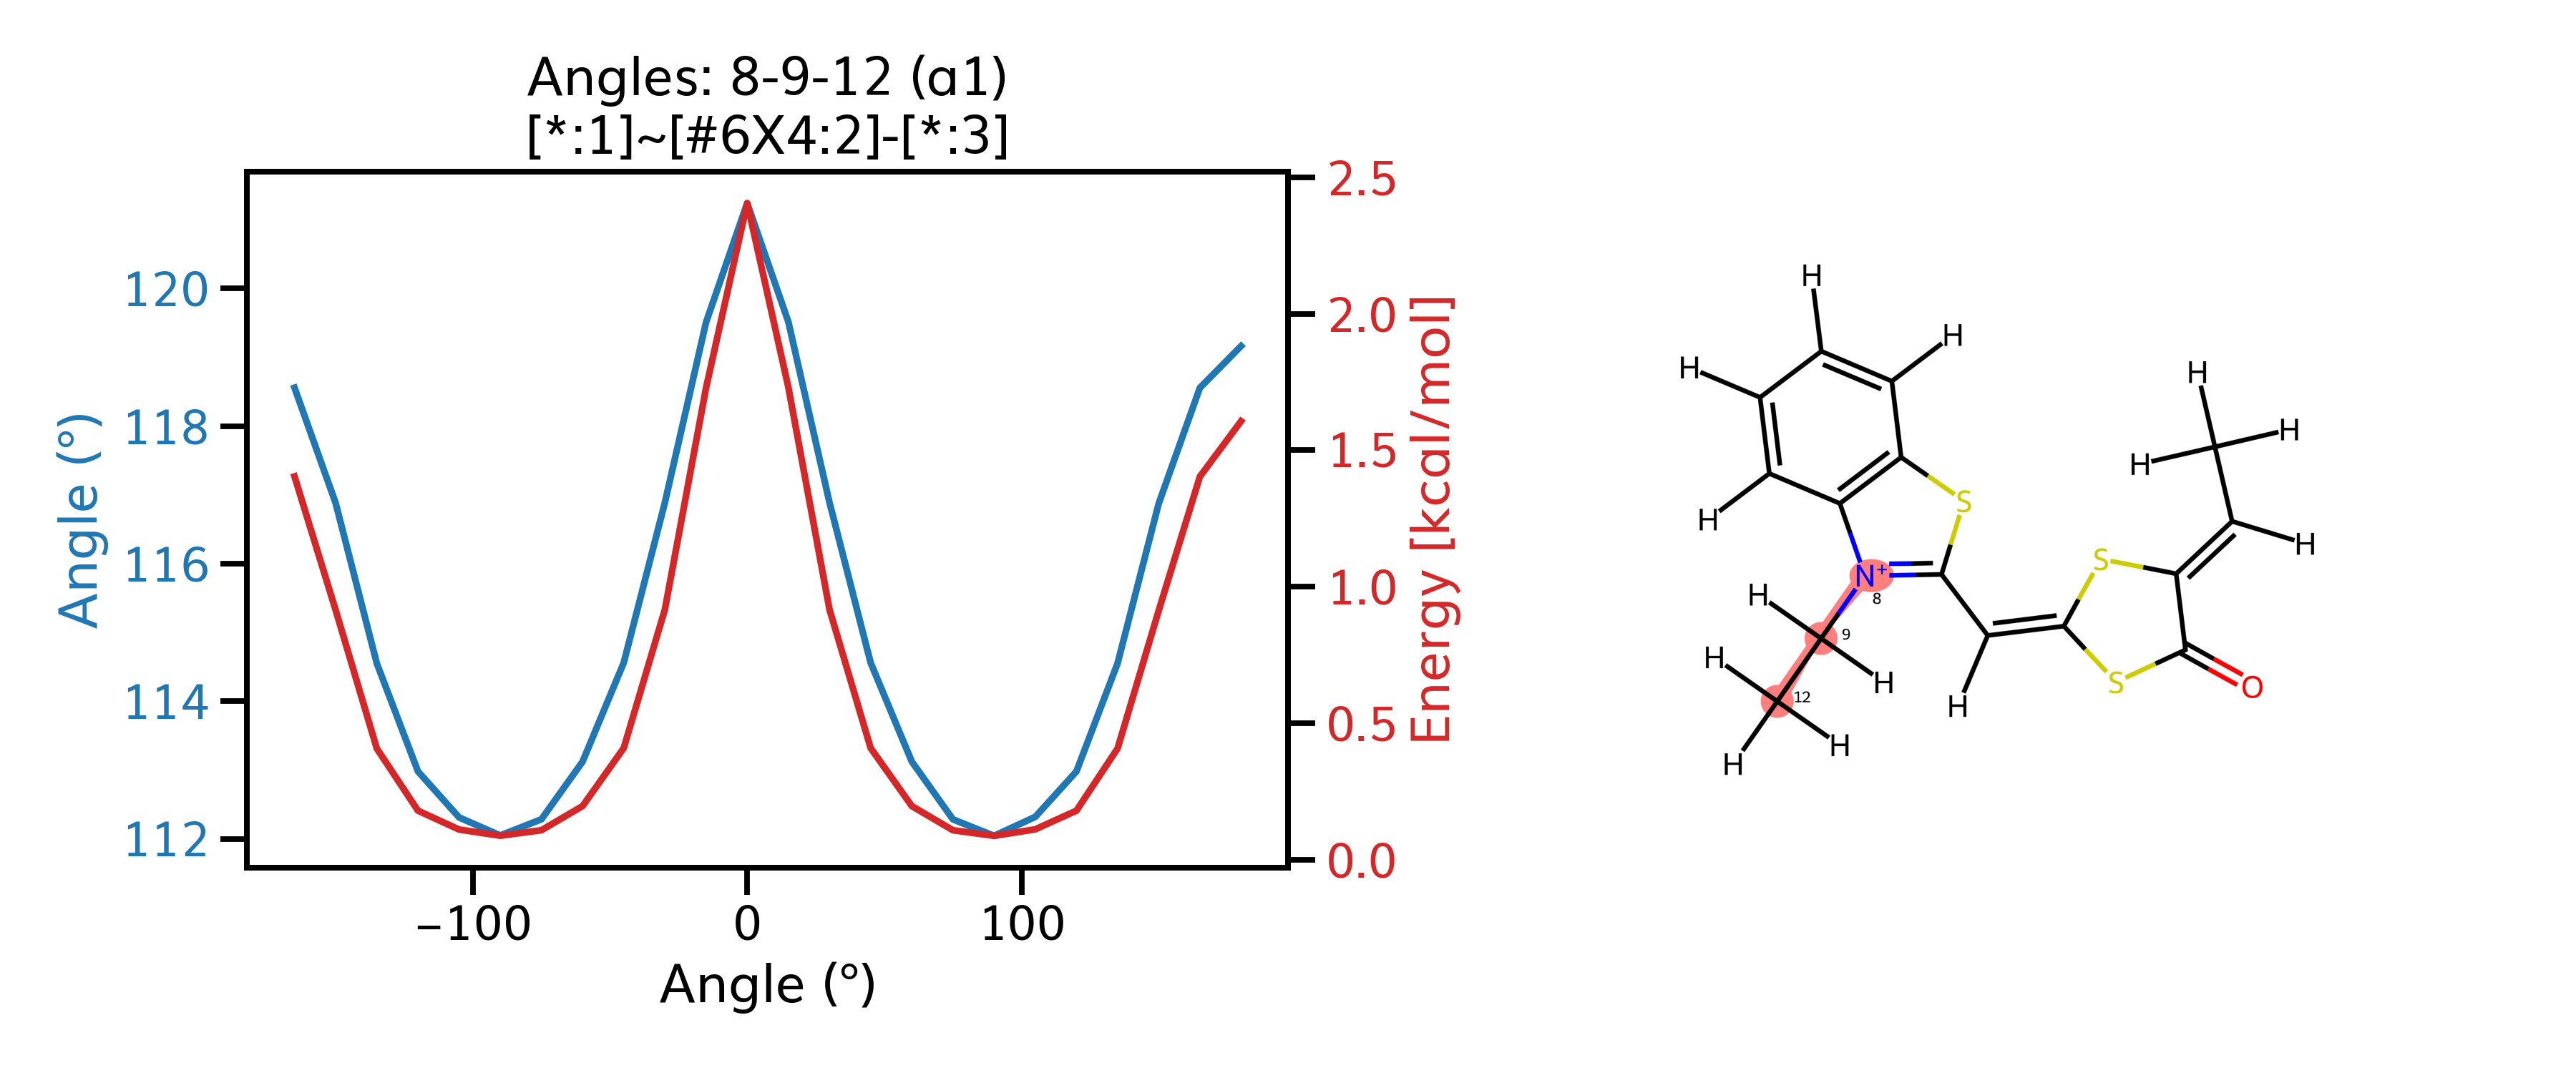 Angles: 8-9-12 (a1)
[*:1]~[#6X4:2]-[*:3]
Angle (°)
120
118
116
114
112
−100
0
100
Angle (°)
2.5
2.0
1.5
1.0
0.5
0.0
Energy [kcal/mol]
H
H
H
H
H
H
H
H
S
H
S
N+
8
H
9
H
H
12
H
S
O
H
H
H